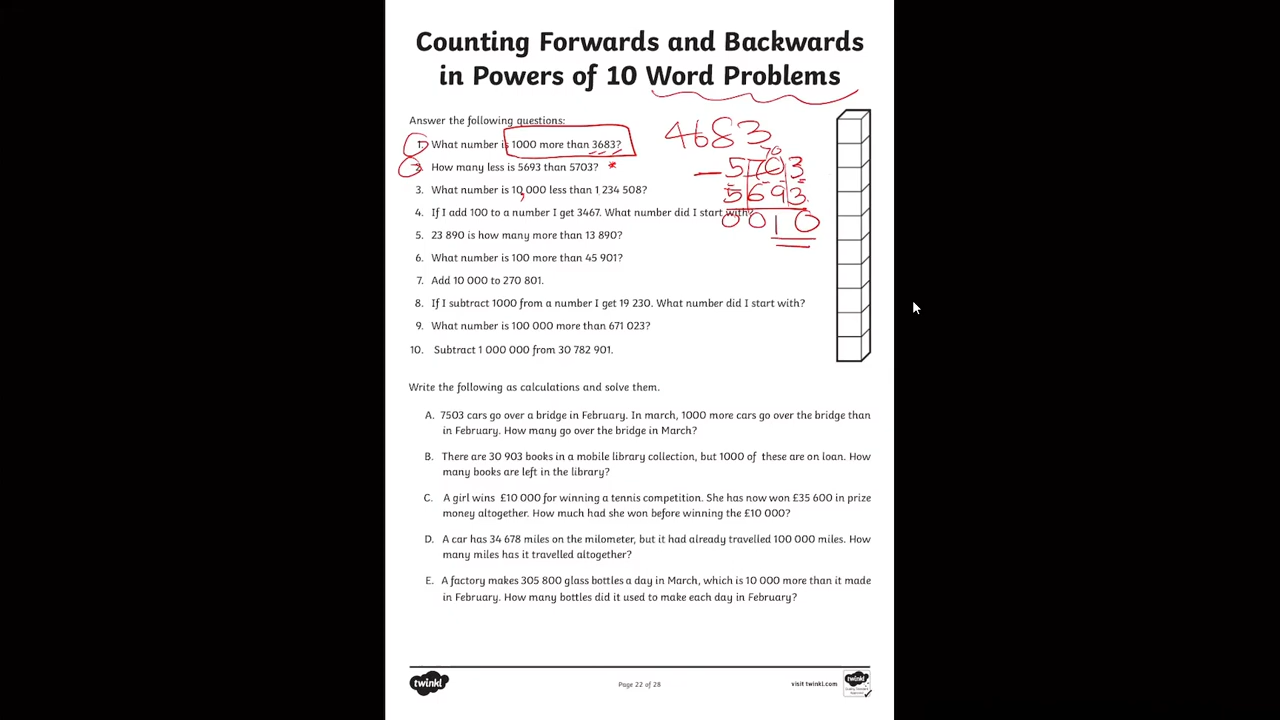 Counting Forwards and Backwards
in Powers of 10 Word Problems
Answer the following questions:
1. What number is 1000 more than 3683?
4683
2. How many less is 5693 than 5703? *
70
- 5703
5693
0010
3. What number is 10,000 less than 1 234 508?
4. If I add 100 to a number I get 3467. What number did I start with?
5. 23 890 is how many more than 13 890?
6. What number is 100 more than 45 901?
7. Add 10 000 to 270 801.
8. If I subtract 1000 from a number I get 19 230. What number did I start with?
9. What number is 100 000 more than 671 023?
10. Subtract 1 000 000 from 30 782 901.
Write the following as calculations and solve them.
A. 7503 cars go over a bridge in February. In march, 1000 more cars go over the bridge than
in February. How many go over the bridge in March?
B. There are 30 903 books in a mobile library collection, but 1000 of these are on loan. How
many books are left in the library?
C. A girl wins £10 000 for winning a tennis competition. She has now won £35 600 in prize
money altogether. How much had she won before winning the £10 000?
D. A car has 34 678 miles on the milometer, but it had already travelled 100 000 miles. How
many miles has it travelled altogether?
E. A factory makes 305 800 glass bottles a day in March, which is 10 000 more than it made
in February. How many bottles did it used to make each day in February?
twinkl
Page 22 of 28
visit twinkl.com
twinkl